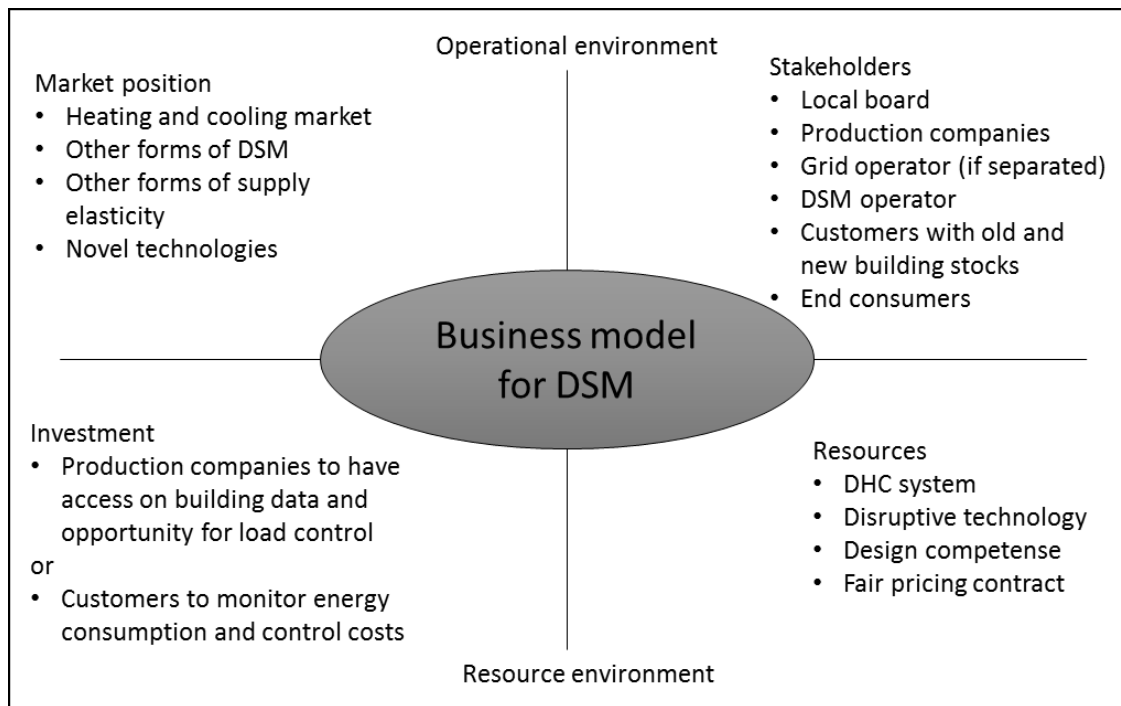 Operational environment
Market position
• Heating and cooling market
• Other forms of DSM
• Other forms of supply
elasticity
• Novel technologies
Stakeholders
• Local board
• Production companies
• Grid operator (if separated)
• DSM operator
• Customers with old and
new building stocks
• End consumers
Business model
for DSM
Investment
• Production companies to have
access on building data and
opportunity for load control
or
• Customers to monitor energy
consumption and control costs
Resources
• DHC system
• Disruptive technology
• Design competense
• Fair pricing contract
Resource environment